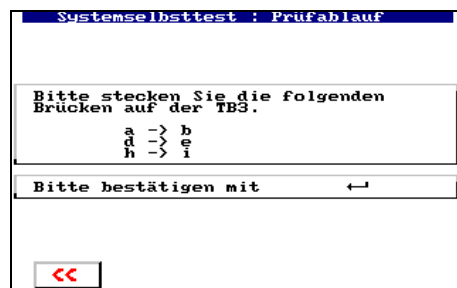 Systemselbsttest : Prüfablauf
Bitte stecken Sie die folgenden
Brücken auf der TB3.
a -> b
d -> e
h -> i
Bitte bestätigen mit ↵
<<